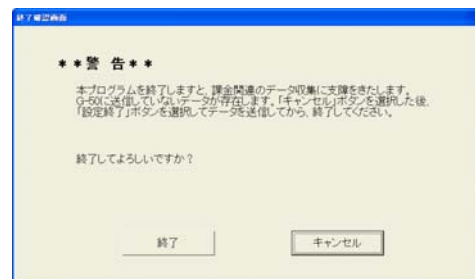 終了確認画面
**警 告**
本プログラムを終了しますと、課金関連のデータ収集に支障をきたします。
G-50に送信していないデータが存在します。「キャンセル」ボタンを選択した後、
「設定終了」ボタンを選択してデータを送信してから、終了してください。
終了してよろしいですか？
終了
キャンセル